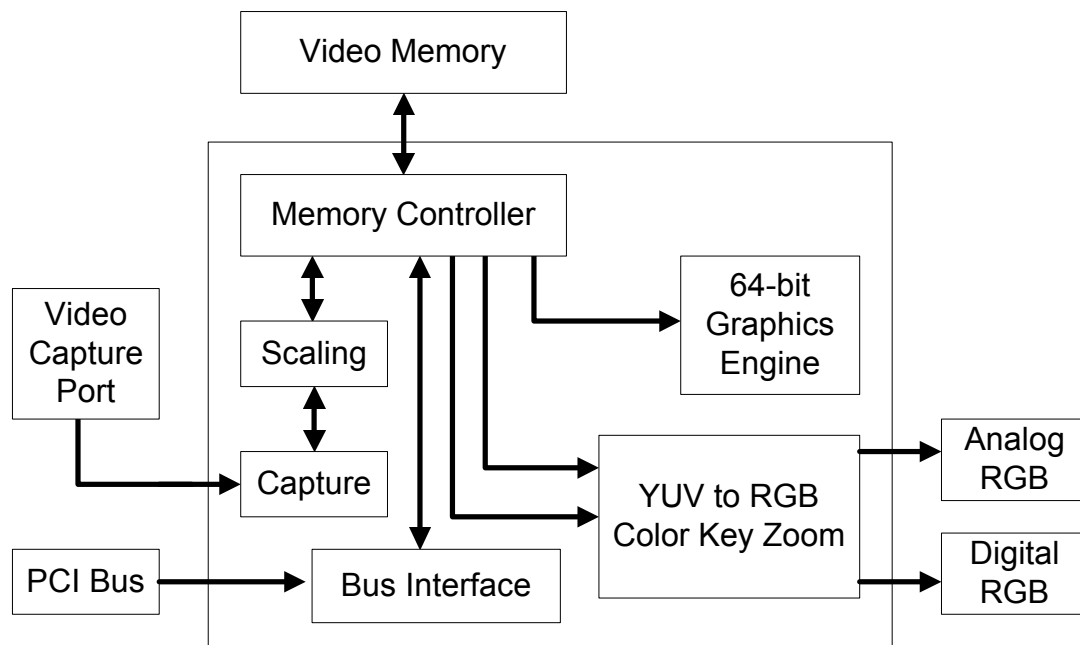 Video Memory
Memory Controller
64-bit
Graphics
Engine
Video
Capture
Port
Scaling
Capture
YUV to RGB
Color Key Zoom
Analog
RGB
PCI Bus
Bus Interface
Digital
RGB